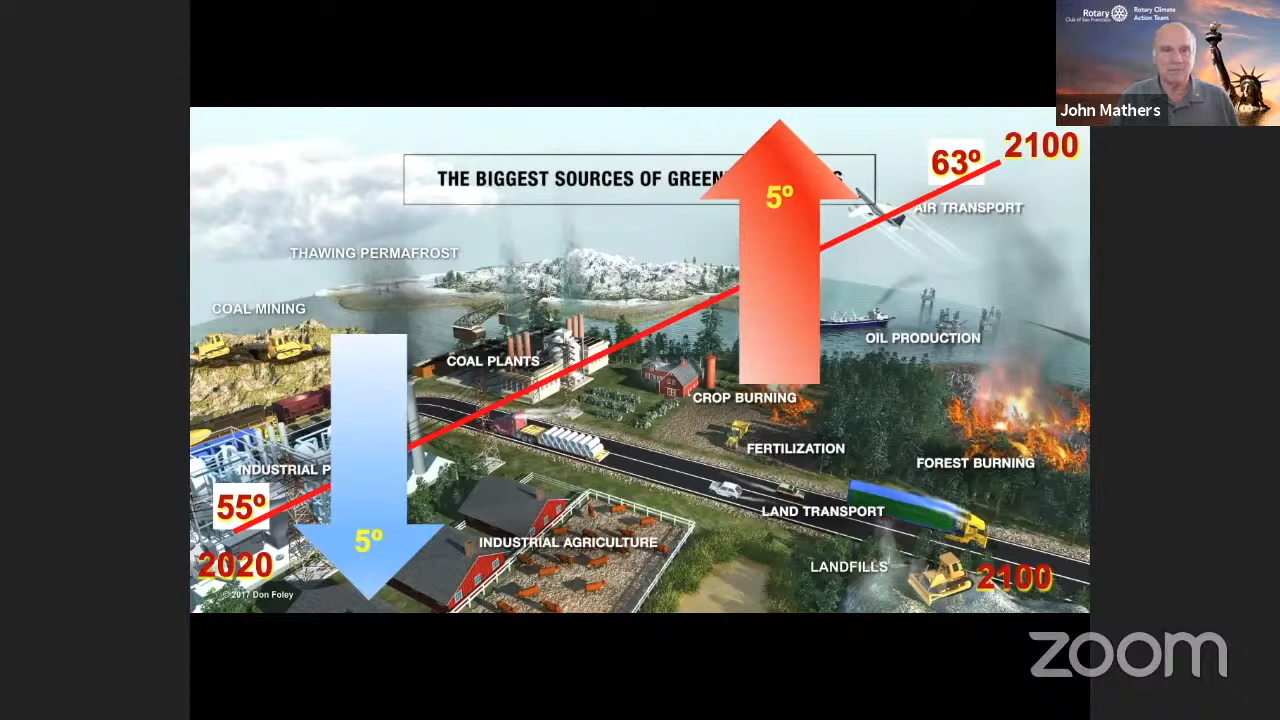 Rotary
Club of San Francisco
Rotary Climate
Action Team
John Mathers
THE BIGGEST SOURCES OF GREEN
S
5º
63º
2100
AIR TRANSPORT
THAWING PERMAFROST
COAL MINING
OIL PRODUCTION
COAL PLANTS
CROP BURNING
FERTILIZATION
FOREST BURNING
INDUSTRIAL P
55º
LAND TRANSPORT
5º
INDUSTRIAL AGRICULTURE
2020
LANDFILLS
2100
© 2017 Don Foley
zoom